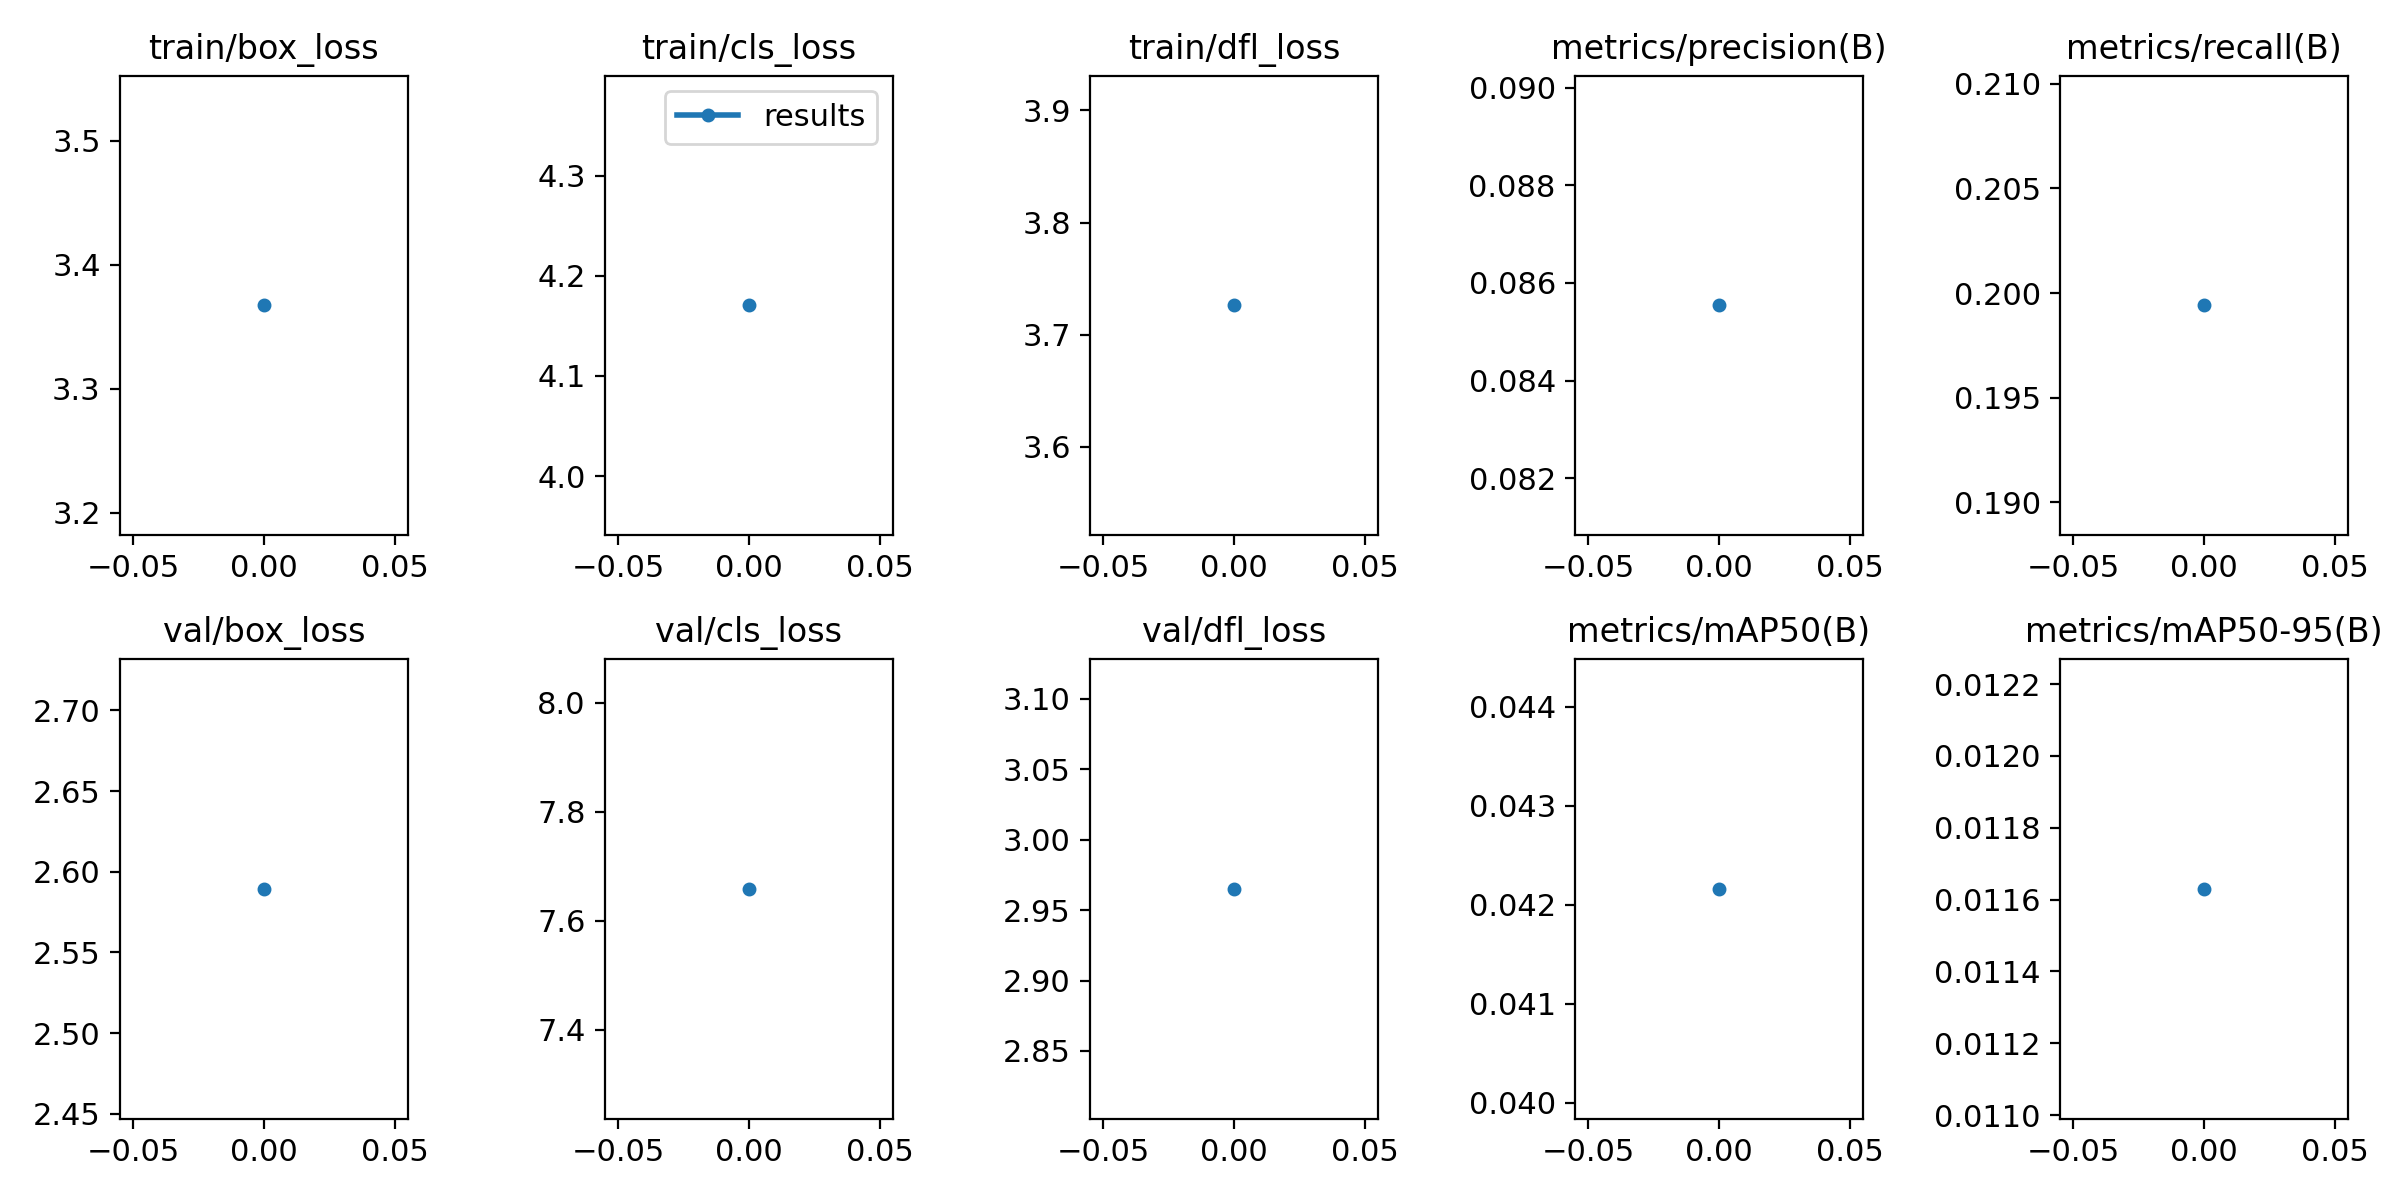 train/box_loss
train/cls_loss
train/dfl_loss
metrics/precision(B)
metrics/recall(B)
3.5
3.4
3.3
3.2
−0.05 0.00 0.05
results
4.3
4.2
4.1
4.0
−0.05 0.00 0.05
3.9
3.8
3.7
3.6
−0.05 0.00 0.05
0.090
0.088
0.086
0.084
0.082
−0.05 0.00 0.05
0.210
0.205
0.200
0.195
0.190
−0.05 0.00 0.05
val/box_loss
val/cls_loss
val/dfl_loss
metrics/mAP50(B)
metrics/mAP50-95(B)
2.70
2.65
2.60
2.55
2.50
2.45
−0.05 0.00 0.05
8.0
7.8
7.6
7.4
−0.05 0.00 0.05
3.10
3.05
3.00
2.95
2.90
2.85
−0.05 0.00 0.05
0.044
0.043
0.042
0.041
0.040
−0.05 0.00 0.05
0.0122
0.0120
0.0118
0.0116
0.0114
0.0112
0.0110
−0.05 0.00 0.05